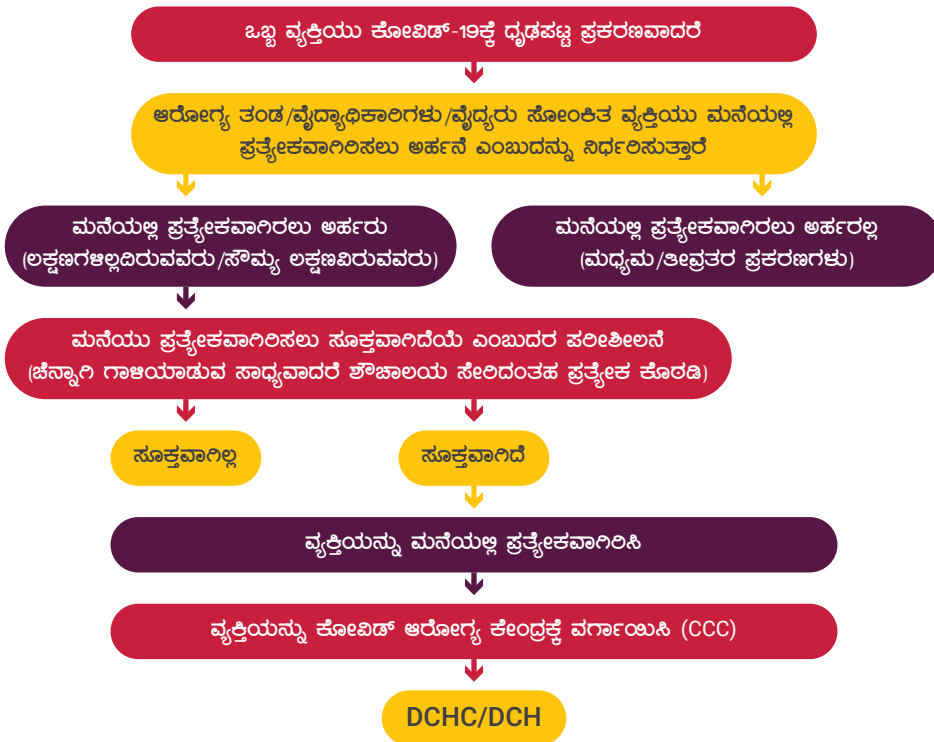 ಒಬ್ಬ ವ್ಯಕ್ತಿಯು ಕೋವಿಡ್-19ಕ್ಕೆ ಧೃಢಪಟ್ಟ ಪ್ರಕರಣವಾದರೆ
ಆರೋಗ್ಯ ತಂಡ/ವೈದ್ಯಾಧಿಕಾರಿಗಳು/ವೈದ್ಯರು ಸೋಂಕಿತ ವ್ಯಕ್ತಿಯು ಮನೆಯಲ್ಲಿ
ಪ್ರತ್ಯೇಕವಾಗಿರಿಸಲು ಅರ್ಹನೆ ಎಂಬುದನ್ನು ನಿರ್ಧರಿಸುತ್ತಾರೆ
ಮನೆಯಲ್ಲಿ ಪ್ರತ್ಯೇಕವಾಗಿರಲು ಅರ್ಹರು
(ಲಕ್ಷಣಗಳಿಲ್ಲದಿರುವವರು/ಸೌಮ್ಯ ಲಕ್ಷಣವಿರುವವರು)
ಮನೆಯಲ್ಲಿ ಪ್ರತ್ಯೇಕವಾಗಿರಲು ಅರ್ಹರಲ್ಲ
(ಮಧ್ಯಮ/ತೀವ್ರತರ ಪ್ರಕರಣಗಳು)
ಮನೆಯು ಪ್ರತ್ಯೇಕವಾಗಿರಿಸಲು ಸೂಕ್ತವಾಗಿದೆಯೆ ಎಂಬುದರ ಪರೀಶೀಲನೆ
(ಚೆನ್ನಾಗಿ ಗಾಳಿಯಾಡುವ ಸಾಧ್ಯವಾದರೆ ಶೌಚಾಲಯ ಸೇರಿದಂತಹ ಪ್ರತ್ಯೇಕ ಕೊಠಡಿ)
ಸೂಕ್ತವಾಗಿಲ್ಲ
ಸೂಕ್ತವಾಗಿದೆ
ವ್ಯಕ್ತಿಯನ್ನು ಮನೆಯಲ್ಲಿ ಪ್ರತ್ಯೇಕವಾಗಿರಿಸಿ
ವ್ಯಕ್ತಿಯನ್ನು ಕೋವಿಡ್ ಆರೋಗ್ಯ ಕೇಂದ್ರಕ್ಕೆ ವರ್ಗಾಯಿಸಿ (CCC)
DCHC/DCH